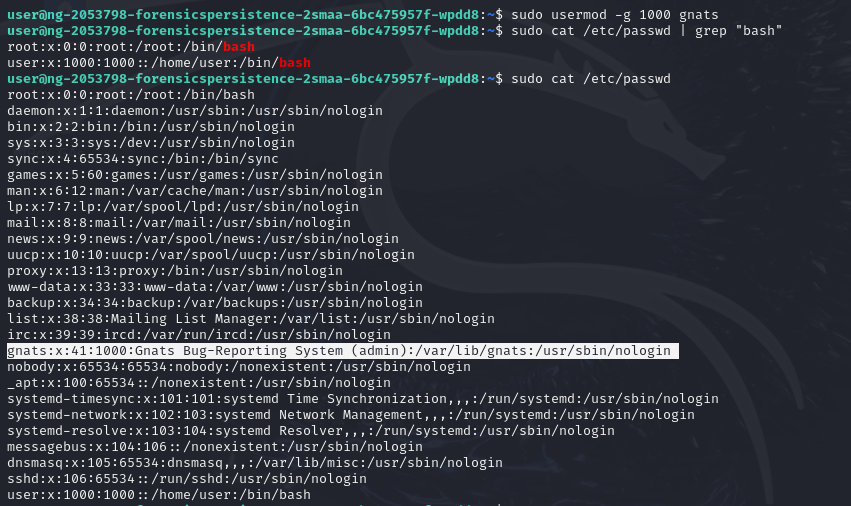 user@ng-2053798-forensicspersistence-2smaa-6bc475957f-wpdd8:~$ sudo usermod -g 1000 gnats
user@ng-2053798-forensicspersistence-2smaa-6bc475957f-wpdd8:~$ sudo cat /etc/passwd | grep "bash"
root:x:0:0:root:/root:/bin/bash
user:x:1000:1000::/home/user:/bin/bash
user@ng-2053798-forensicspersistence-2smaa-6bc475957f-wpdd8:~$ sudo cat /etc/passwd
root:x:0:0:root:/root:/bin/bash
daemon:x:1:1:daemon:/usr/sbin:/usr/sbin/nologin
bin:x:2:2:bin:/bin:/usr/sbin/nologin
sys:x:3:3:sys:/dev:/usr/sbin/nologin
sync:x:4:65534:sync:/bin:/bin/sync
games:x:5:60:games:/usr/games:/usr/sbin/nologin
man:x:6:12:man:/var/cache/man:/usr/sbin/nologin
lp:x:7:7:lp:/var/spool/lpd:/usr/sbin/nologin
mail:x:8:8:mail:/var/mail:/usr/sbin/nologin
news:x:9:9:news:/var/spool/news:/usr/sbin/nologin
uucp:x:10:10:uucp:/var/spool/uucp:/usr/sbin/nologin
proxy:x:13:13:proxy:/bin:/usr/sbin/nologin
www-data:x:33:33:www-data:/var/www:/usr/sbin/nologin
backup:x:34:34:backup:/var/backups:/usr/sbin/nologin
list:x:38:38:Mailing List Manager:/var/list:/usr/sbin/nologin
irc:x:39:39:ircd:/var/run/ircd:/usr/sbin/nologin
gnats:x:41:1000:Gnats Bug-Reporting System (admin):/var/lib/gnats:/usr/sbin/nologin
nobody:x:65534:65534:nobody:/nonexistent:/usr/sbin/nologin
_apt:x:100:65534::/nonexistent:/usr/sbin/nologin
systemd-timesync:x:101:101:systemd Time Synchronization,,,:/run/systemd:/usr/sbin/nologin
systemd-network:x:102:103:systemd Network Management,,,:/run/systemd:/usr/sbin/nologin
systemd-resolve:x:103:104:systemd Resolver,,,:/run/systemd:/usr/sbin/nologin
messagebus:x:104:106::/nonexistent:/usr/sbin/nologin
dnsmasq:x:105:65534:dnsmasq,,,:/var/lib/misc:/usr/sbin/nologin
sshd:x:106:65534::/run/sshd:/usr/sbin/nologin
user:x:1000:1000::/home/user:/bin/bash